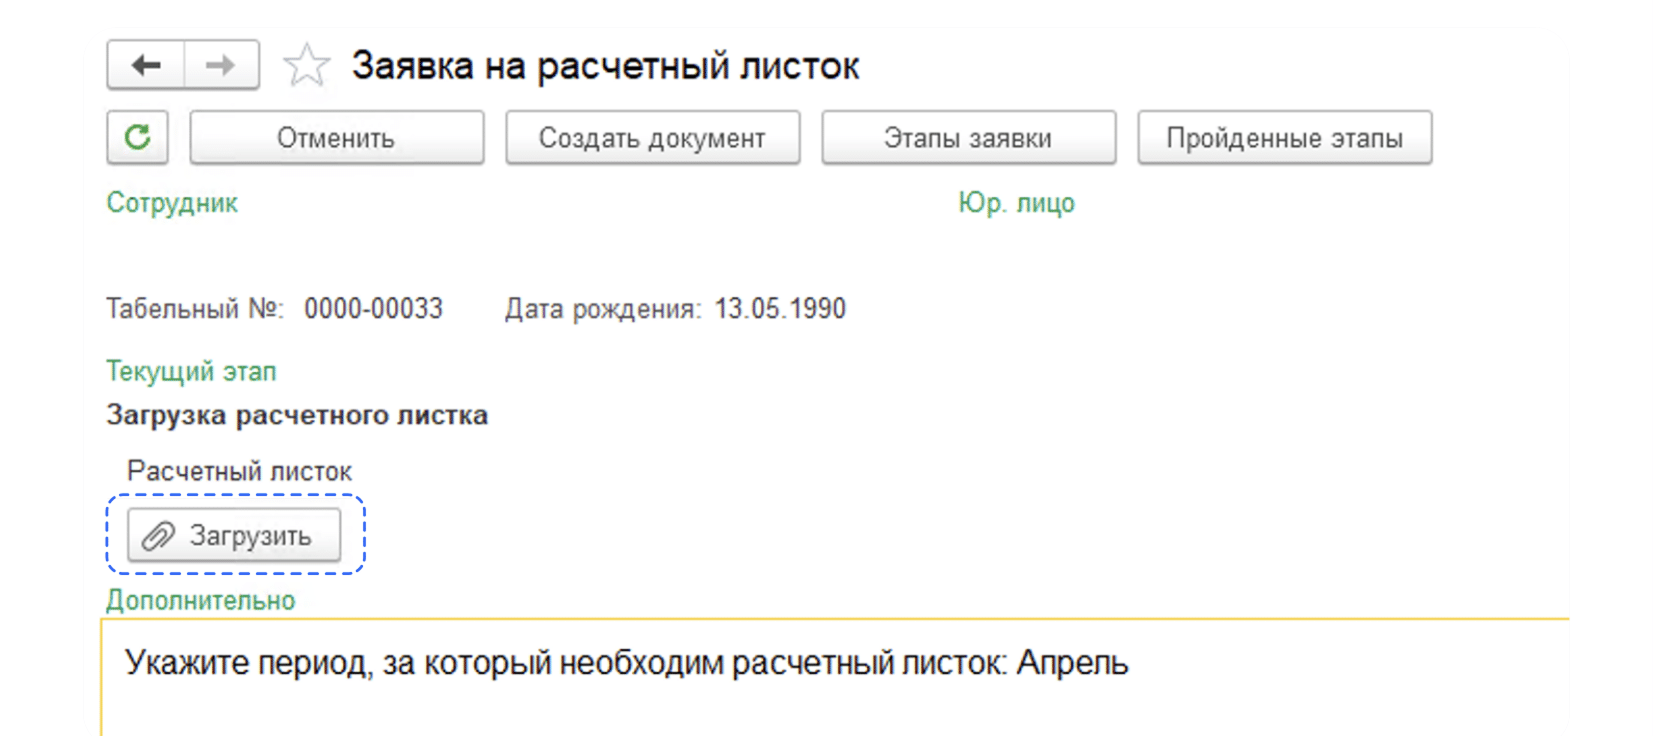 Заявка на расчетный листок
Отменить Создать документ Этапы заявки Пройденные этапы
Сотрудник Юр. лицо
Табельный №: 0000-00033 Дата рождения: 13.05.1990
Текущий этап
Загрузка расчетного листка
Расчетный листок
Загрузить
Дополнительно
Укажите период, за который необходим расчетный листок: Апрель